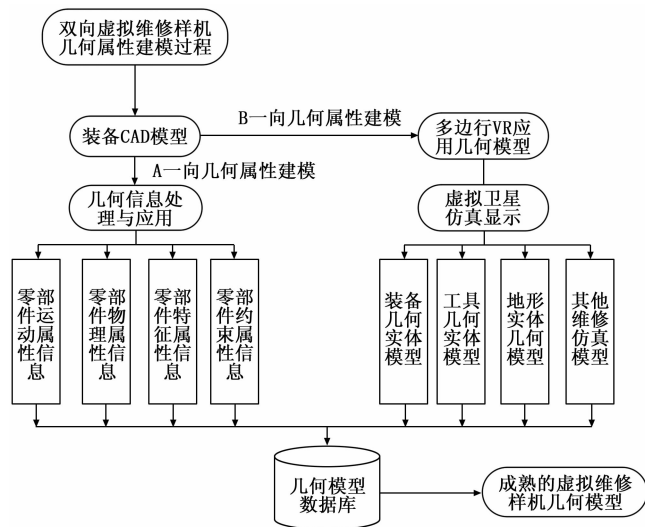 双向虚拟维修样机
几何属性建模过程
装备CAD模型
B一向几何属性建模
多边行VR应
用几何模型
A一向几何属性建模
几何信息处
理与应用
虚拟卫星
仿真显示
零部
件运
动属
性信
息
零部
件物
理属
性信
息
零部
件特
征属
性信
息
零部
件约
束属
性信
息
装备
几何
实体
模型
工具
几何
实体
模型
地形
实体
几何
模型
其他
维修
仿真
模型
几何模型
数据库
成熟的虚拟维修
样机几何模型